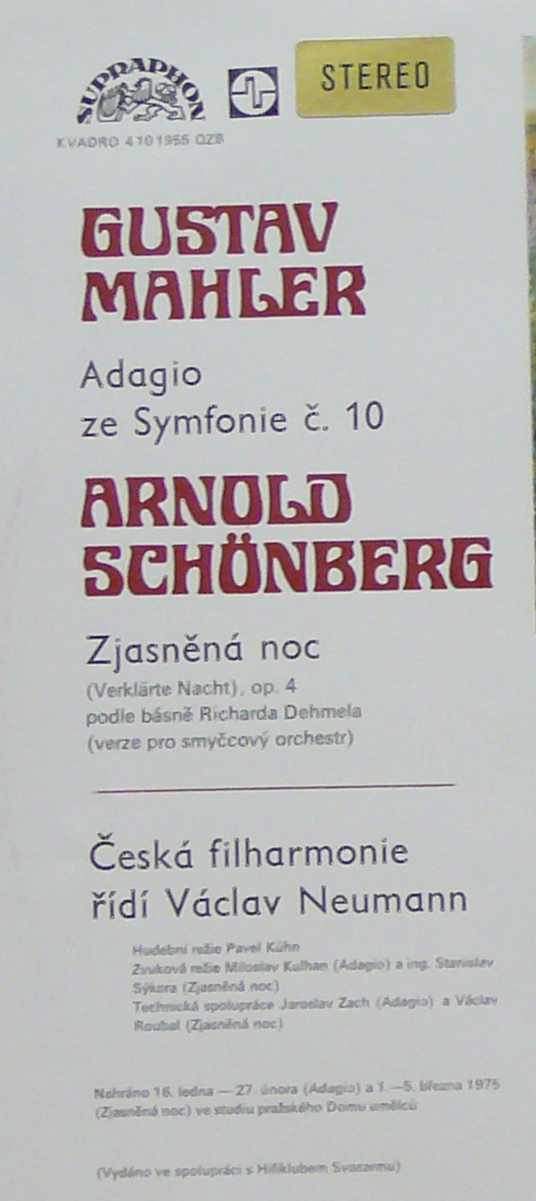 SUPRAPHON
STEREO
KVADRO 4 10 1955 QZB
GUSTAV
MAHLER
Adagio
ze Symfonie č. 10
ARNOLD
SCHÖNBERG
Zjasněná noc
(Verklärte Nacht), op. 4
podle básně Richarda Dehmela
(verze pro smyčcový orchestr)
Česká filharmonie
řídí Václav Neumann
Hudební režie Pavel Kühn
Zvuková režie Miloslav Kulhan (Adagio) a ing. Stanislav
Sýkora (Zjasněná noc)
Technická spolupráce Jaroslav Zach (Adagio) a Václav
Roubal (Zjasněná noc)
Nahráno 16. ledna — 27. února (Adagio) a 1.—5. března 1975
(Zjasněná noc) ve studiu pražského Domu umělců
(Vydáno ve spolupráci s Hifiklubem Svazarmu)